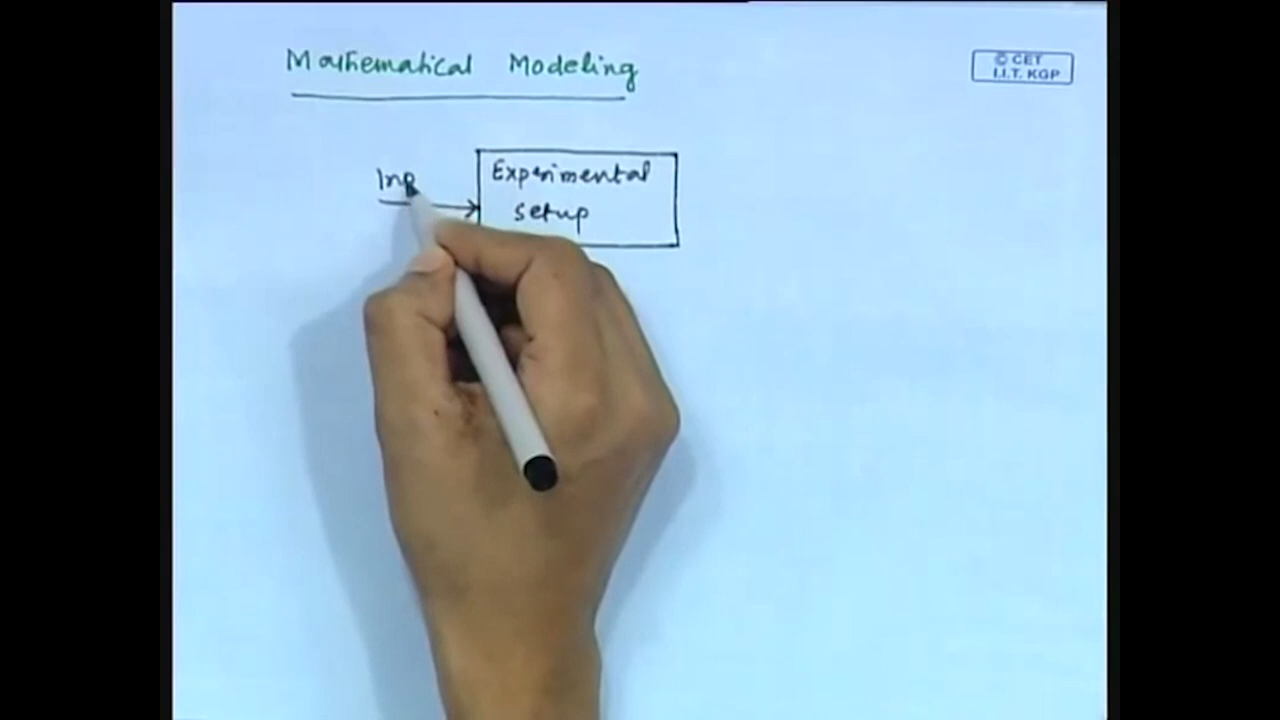 Mathematical Modeling
© CET
I.I.T. KGP
Inp
Experimental
setup